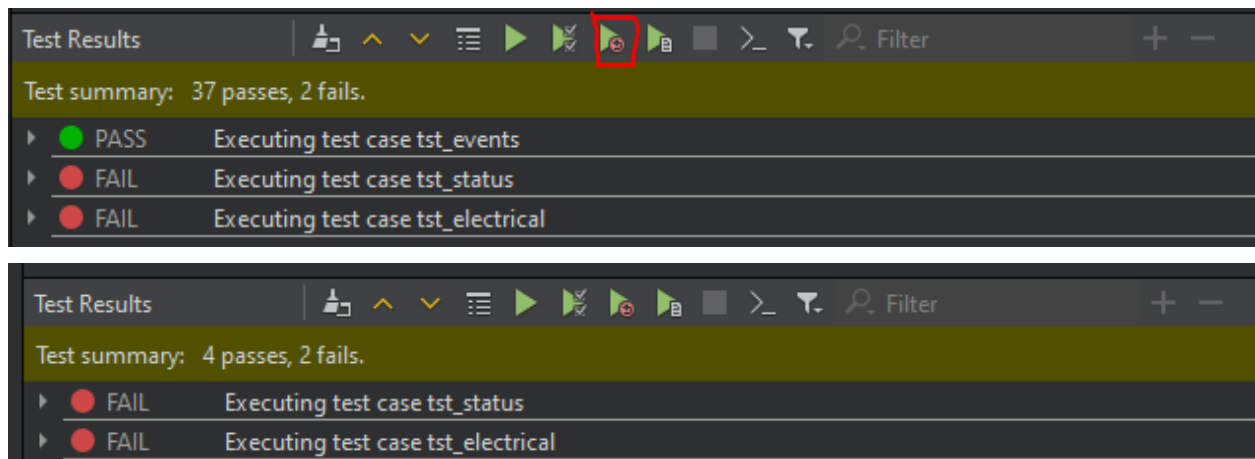 Test Results Filter
Test summary: 37 passes, 2 fails.
PASS Executing test case tst_events
FAIL Executing test case tst_status
FAIL Executing test case tst_electrical
Test Results Filter
Test summary: 4 passes, 2 fails.
FAIL Executing test case tst_status
FAIL Executing test case tst_electrical